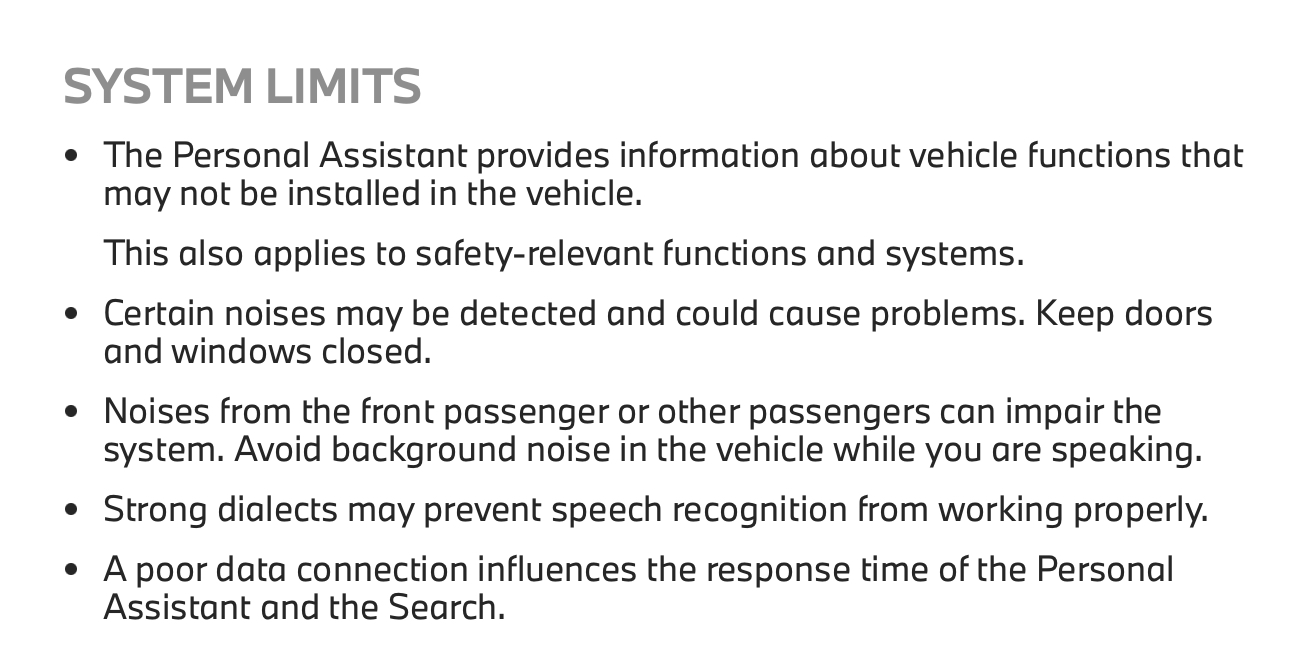 SYSTEM LIMITS
• The Personal Assistant provides information about vehicle functions that
may not be installed in the vehicle.
This also applies to safety-relevant functions and systems.
• Certain noises may be detected and could cause problems. Keep doors
and windows closed.
• Noises from the front passenger or other passengers can impair the
system. Avoid background noise in the vehicle while you are speaking.
• Strong dialects may prevent speech recognition from working properly.
• A poor data connection influences the response time of the Personal
Assistant and the Search.